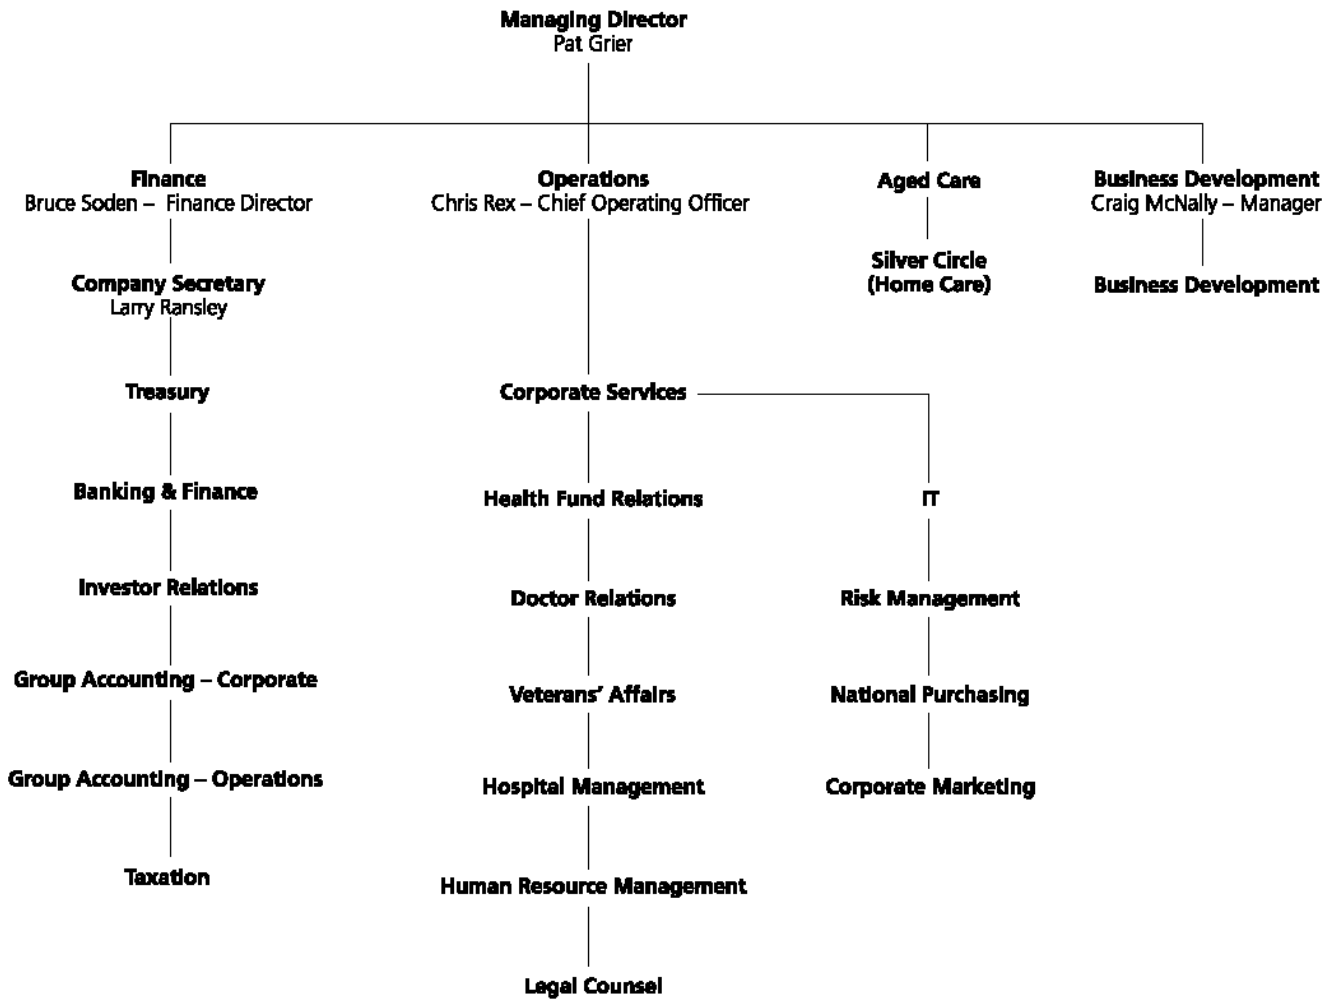 Managing Director
Pat Grier
Finance
Bruce Soden – Finance Director
Company Secretary
Larry Ransley
Treasury
Banking & Finance
Investor Relations
Group Accounting – Corporate
Group Accounting – Operations
Taxation
Operations
Chris Rex – Chief Operating Officer
Corporate Services
Health Fund Relations
Doctor Relations
Veterans’ Affairs
Hospital Management
Human Resource Management
Legal Counsel
IT
Risk Management
National Purchasing
Corporate Marketing
Aged Care
Silver Circle
(Home Care)
Business Development
Craig McNally – Manager
Business Development